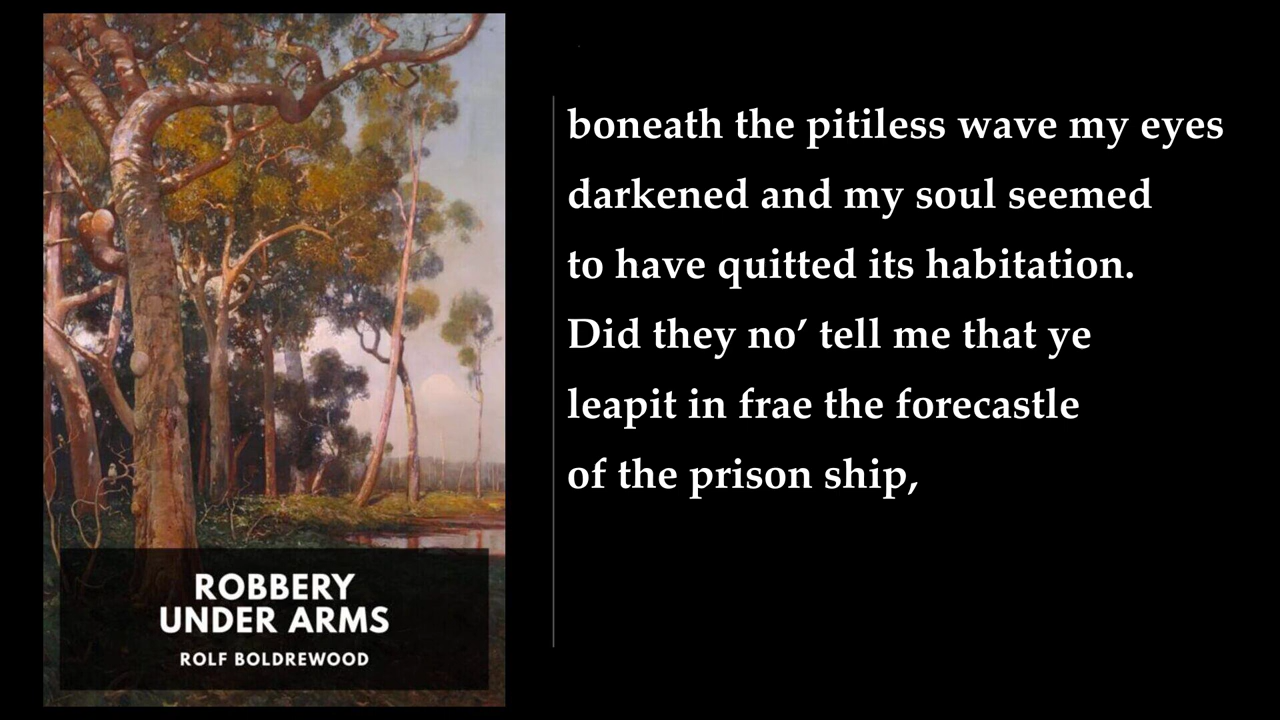 boneath the pitiless wave my eyes
darkened and my soul seemed
to have quitted its habitation.
Did they no’ tell me that ye
leapit in frae the forecastle
of the prison ship,
ROBBERY
UNDER ARMS
ROLF BOLDREWOOD